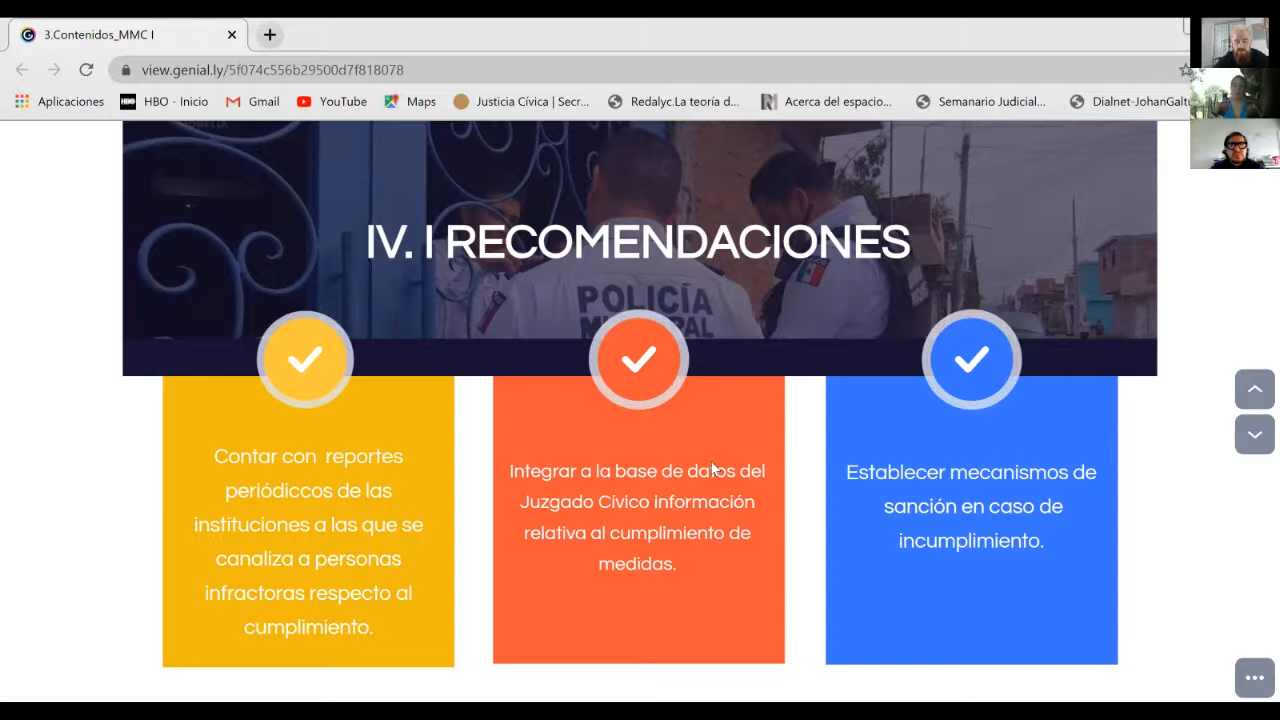 3.Contenidos_MMC I
view.genial.ly/5f074c556b29500d7f818078
Aplicaciones
HBO - Inicio
Gmail
YouTube
Maps
Justicia Cívica | Secr...
Redalyc.La teoría d...
Acerca del espacio...
Semanario Judicial...
Dialnet-JohanGaltu
IV. I RECOMENDACIONES
POLICÍA
MUNICIPAL
Contar con reportes
periódiccos de las
instituciones a las que se
canaliza a personas
infractoras respecto al
cumplimiento.
Integrar a la base de datos del
Juzgado Cívico información
relativa al cumplimiento de
medidas.
Establecer mecanismos de
sanción en caso de
incumplimiento.